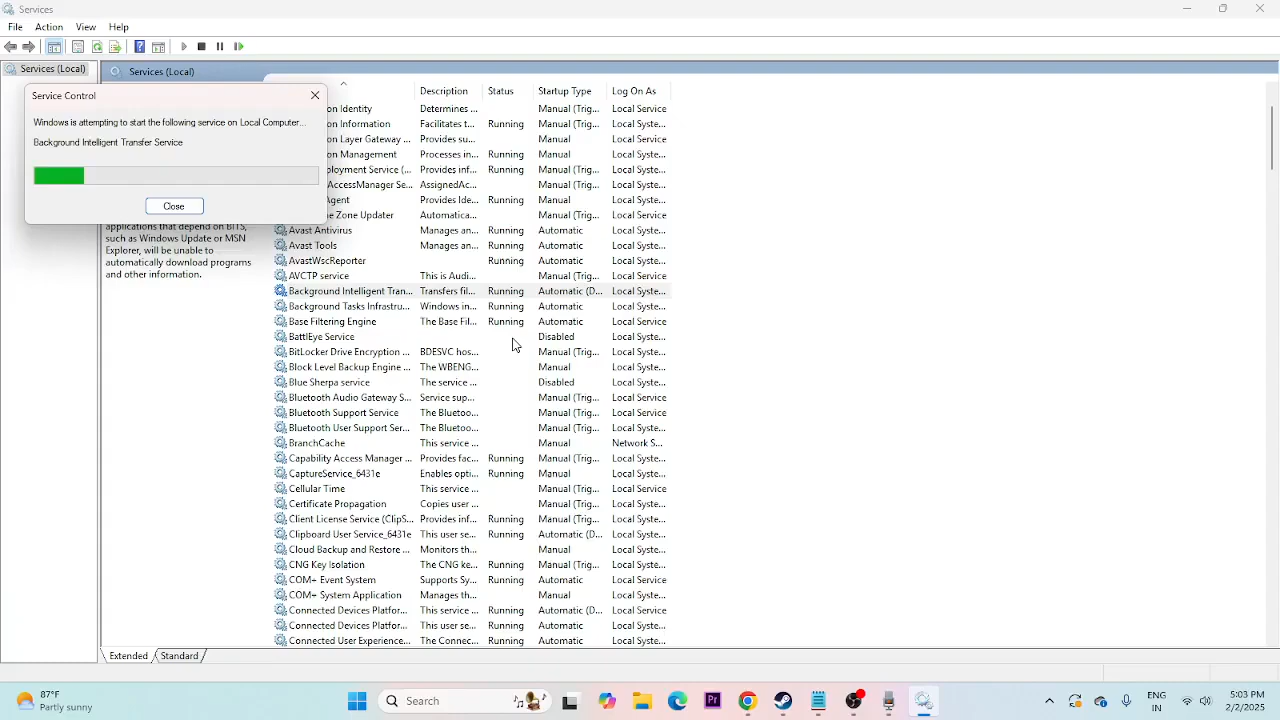 Services
File Action View Help
Services (Local)
Services (Local)
Service Control
Windows is attempting to start the following service on Local Computer...
Background Intelligent Transfer Service
Close
applications that depend on BITS,
such as Windows Update or MSN
Explorer, will be unable to
automatically download programs
and other information.
Description Status Startup Type Log On As
on Identity Determines ... Manual (Trig... Local Service
on Information Facilitates t... Running Manual (Trig... Local Syste...
on Layer Gateway ... Provides su... Manual Local Service
on Management Processes in... Running Manual Local Syste...
ployment Service (... Provides inf... Running Manual (Trig... Local Syste...
AccessManager Se... AssignedAc... Manual (Trig... Local Syste...
Agent Provides Ide... Running Manual Local Syste...
e Zone Updater Automatica... Manual (Trig... Local Service
Avast Antivirus Manages an... Running Automatic Local Syste...
Avast Tools Manages an... Running Automatic Local Syste...
AvastWscReporter Running Automatic Local Syste...
AVCTP service This is Audi... Manual (Trig... Local Service
Background Intelligent Tran... Transfers fil... Running Automatic (D... Local Syste...
Background Tasks Infrastru... Windows in... Running Automatic Local Syste...
Base Filtering Engine The Base Fil... Running Automatic Local Service
BattlEye Service Disabled Local Syste...
BitLocker Drive Encryption ... BDESVC hos... Manual (Trig... Local Syste...
Block Level Backup Engine ... The WBENG... Manual Local Syste...
Blue Sherpa service The service ... Disabled Local Syste...
Bluetooth Audio Gateway S... Service sup... Manual (Trig... Local Service
Bluetooth Support Service The Bluetoo... Manual (Trig... Local Service
Bluetooth User Support Ser... The Bluetoo... Manual (Trig... Local Syste...
BranchCache This service ... Manual Network S...
Capability Access Manager ... Provides fac... Running Manual (Trig... Local Syste...
CaptureService_6431e Enables opti... Running Manual Local Syste...
Cellular Time This service ... Manual (Trig... Local Service
Certificate Propagation Copies user ... Manual (Trig... Local Syste...
Client License Service (ClipS... Provides inf... Running Manual (Trig... Local Syste...
Clipboard User Service_6431e This user se... Running Automatic (D... Local Syste...
Cloud Backup and Restore ... Monitors th... Manual Local Syste...
CNG Key Isolation The CNG ke... Running Manual (Trig... Local Syste...
COM+ Event System Supports Sy... Running Automatic Local Service
COM+ System Application Manages th... Manual Local Syste...
Connected Devices Platfor... This service ... Running Automatic (D... Local Service
Connected Devices Platfor... This user se... Running Automatic Local Syste...
Connected User Experience... The Connec... Running Automatic Local Syste...
Extended Standard
87°F
Partly sunny
Search
Pr
ENG
IN
5:03 PM
2/2/2025